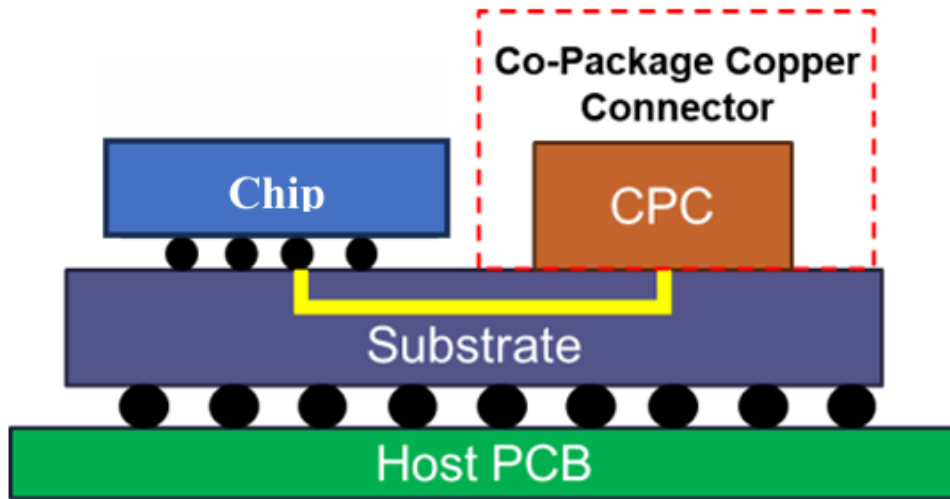 Co-Package Copper
Connector
Chip
CPC
Substrate
Host PCB